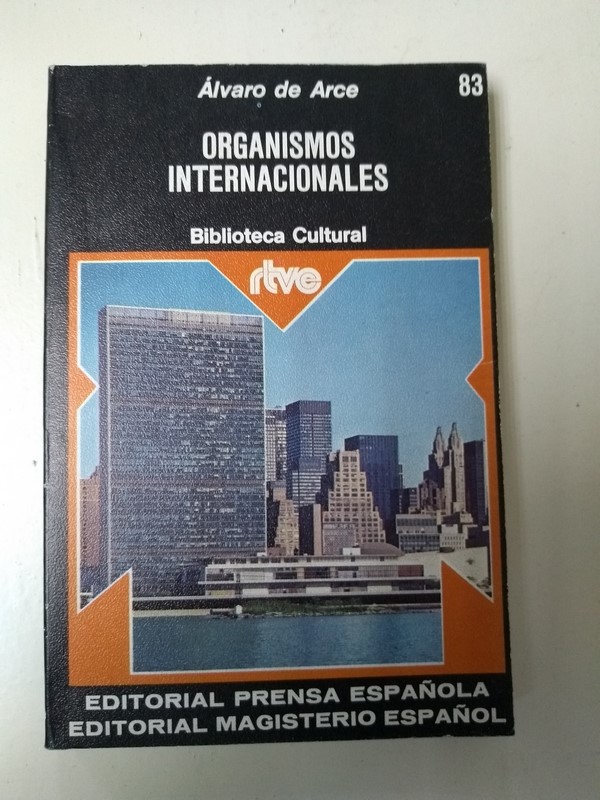 Álvaro de Arce
83
ORGANISMOS
INTERNACIONALES
Biblioteca Cultural
rtve
EDITORIAL PRENSA ESPAÑOLA
EDITORIAL MAGISTERIO ESPAÑOL